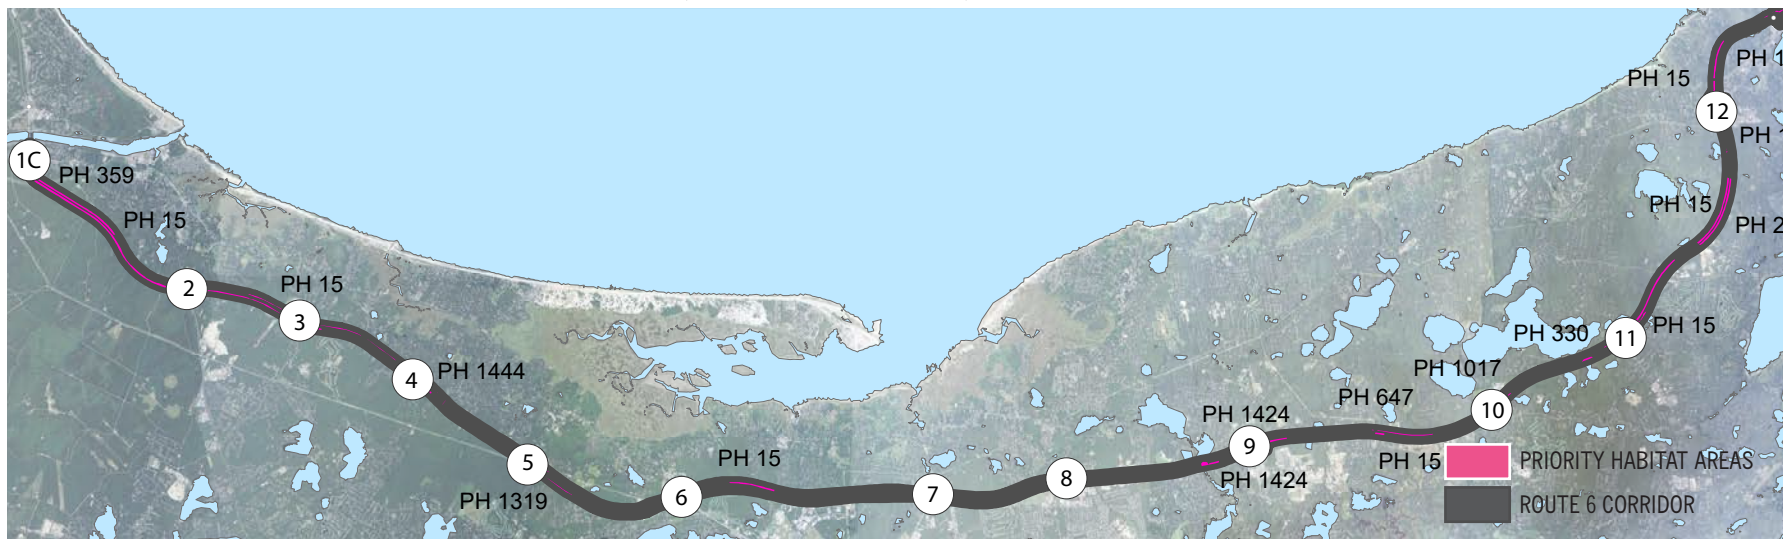 PH 15
12
1C
PH 359
PH 15
PH 15
2
PH 15
3
PH 15
11
PH 330
4
PH 1444
PH 1017
10
PH 647
PH 1424
9
PH 15
5
PH 15
PH 1424
8
6
7
PH 1319
PRIORITY HABITAT AREAS
ROUTE 6 CORRIDOR